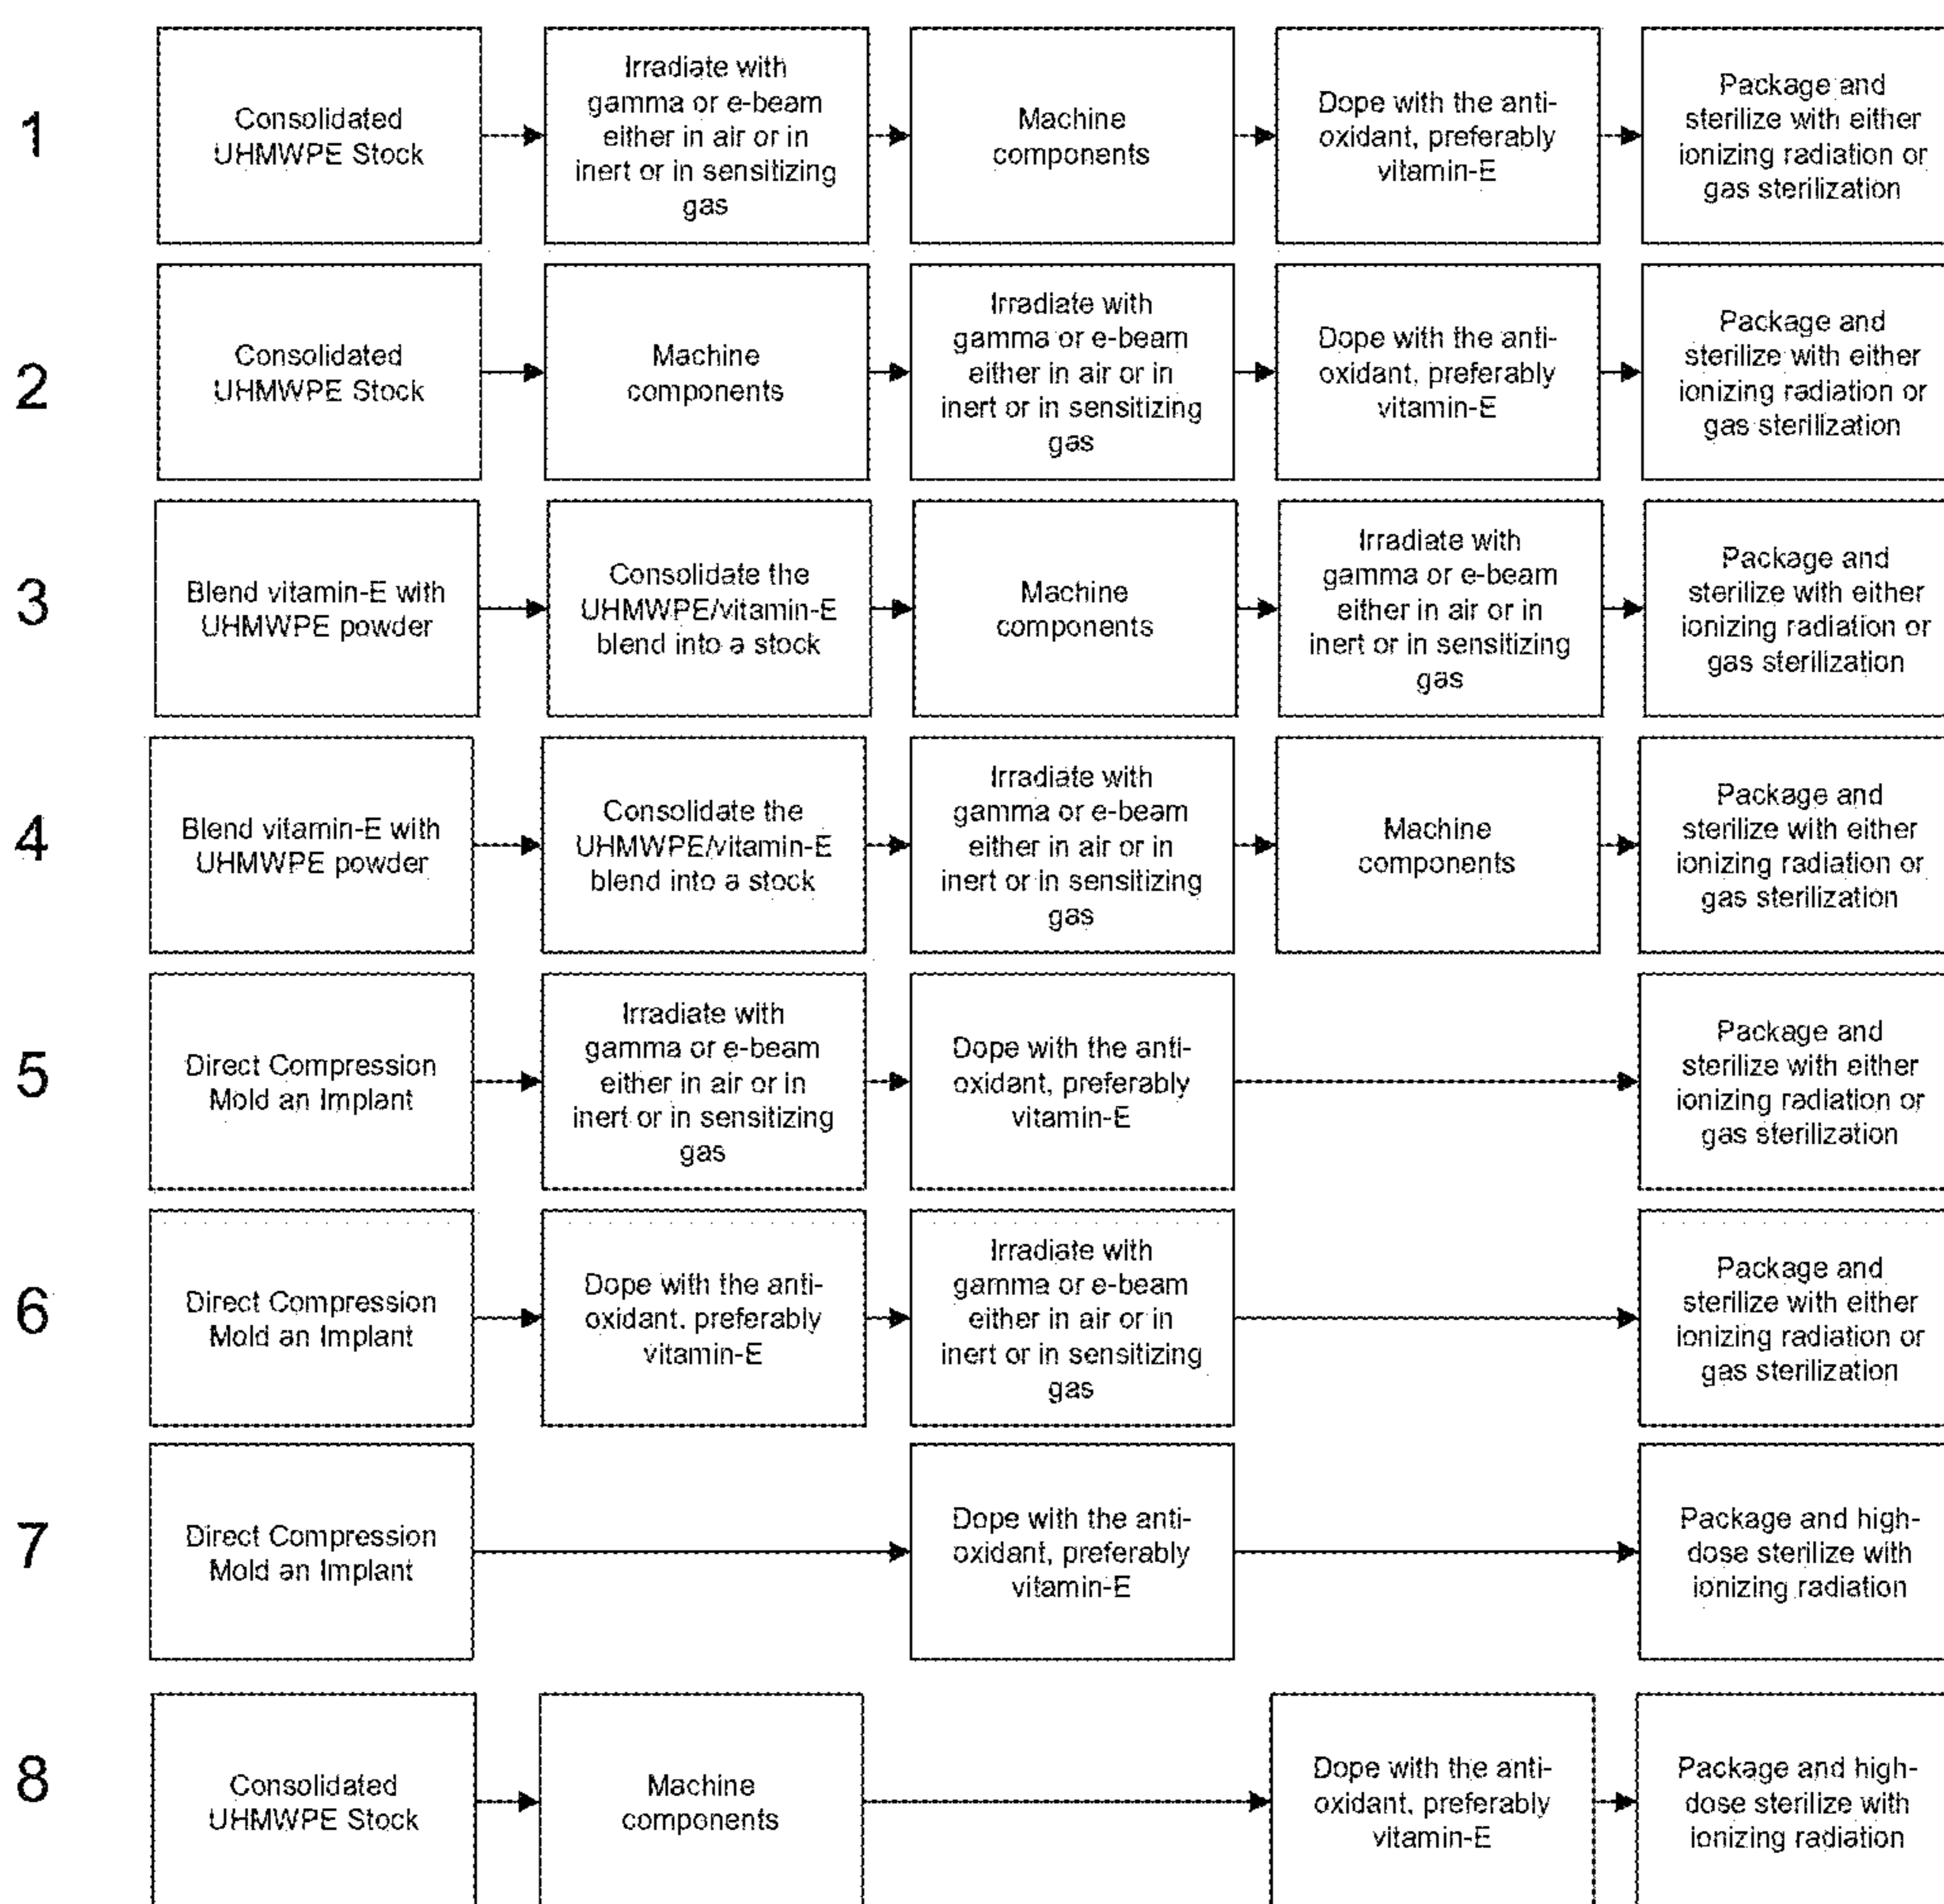 1
Consolidated
UHMWPE Stock
Irradiate with
gamma or e-beam
either in air or in
inert or in sensitizing
gas
Machine
components
Dope with the anti-
oxidant, preferably
vitamin-E
Package and
sterilize with either
ionizing radiation or
gas sterilization
2
Consolidated
UHMWPE Stock
Machine
components
Irradiate with
gamma or e-beam
either in air or in
inert or in sensitizing
gas
Dope with the anti-
oxidant, preferably
vitamin-E
Package and
sterilize with either
ionizing radiation or
gas sterilization
3
Blend vitamin-E with
UHMWPE powder
Consolidate the
UHMWPE/vitamin-E
blend into a stock
Machine
components
Irradiate with
gamma or e-beam
either in air or in
inert or in sensitizing
gas
Package and
sterilize with either
ionizing radiation or
gas sterilization
4
Blend vitamin-E with
UHMWPE powder
Consolidate the
UHMWPE/vitamin-E
blend into a stock
Irradiate with
gamma or e-beam
either in air or in
inert or in sensitizing
gas
Machine
components
Package and
sterilize with either
ionizing radiation or
gas sterilization
5
Direct Compression
Mold an Implant
Irradiate with
gamma or e-beam
either in air or in
inert or in sensitizing
gas
Dope with the anti-
oxidant, preferably
vitamin-E
Package and
sterilize with either
ionizing radiation or
gas sterilization
6
Direct Compression
Mold an Implant
Dope with the anti-
oxidant, preferably
vitamin-E
Irradiate with
gamma or e-beam
either in air or in
inert or in sensitizing
gas
Package and
sterilize with either
ionizing radiation or
gas sterilization
7
Direct Compression
Mold an Implant
Dope with the anti-
oxidant, preferably
vitamin-E
Package and high-
dose sterilize with
ionizing radiation
8
Consolidated
UHMWPE Stock
Machine
components
Dope with the anti-
oxidant, preferably
vitamin-E
Package and high-
dose sterilize with
ionizing radiation